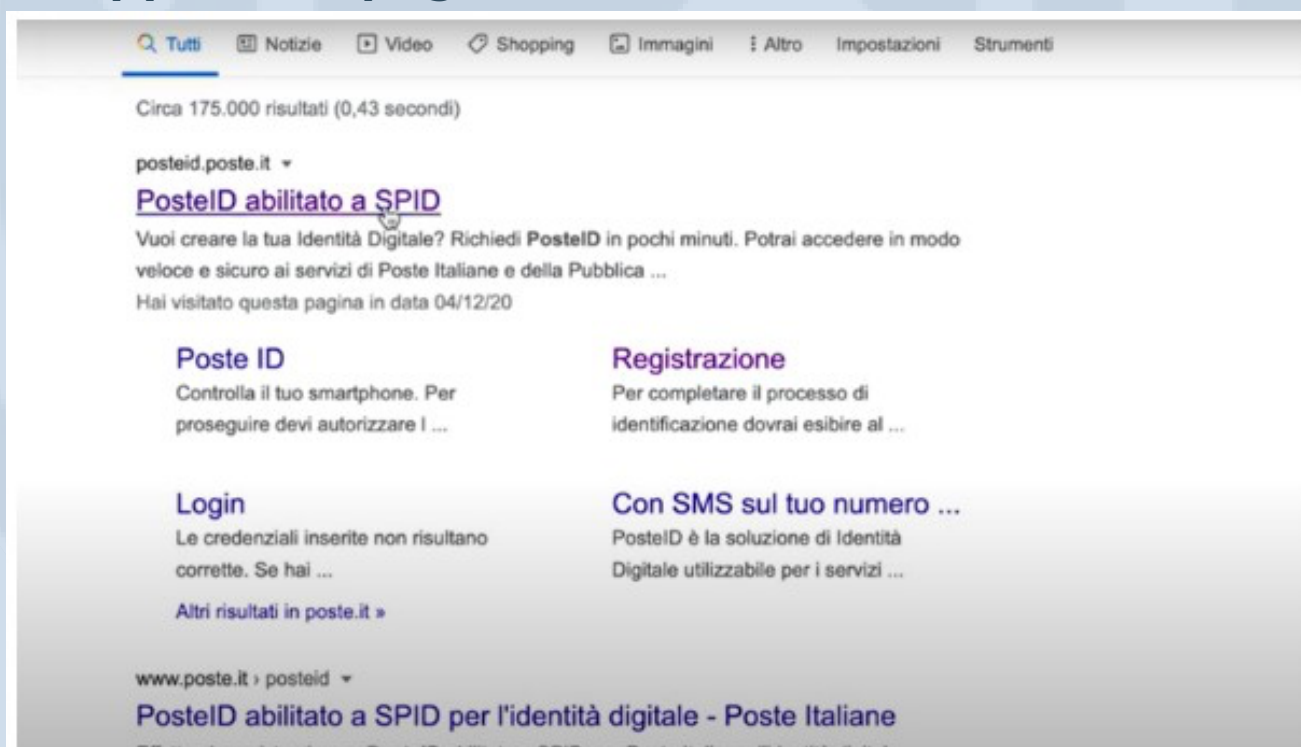 Tutti Notizie Video Shopping Immagini Altro Impostazioni Strumenti
Circa 175.000 risultati (0,43 secondi)
posteid.poste.it
PosteID abilitato a SPID
Vuoi creare la tua Identità Digitale? Richiedi PosteID in pochi minuti. Potrai accedere in modo
veloce e sicuro ai servizi di Poste Italiane e della Pubblica ...
Hai visitato questa pagina in data 04/12/20
Poste ID
Controlla il tuo smartphone. Per
proseguire devi autorizzare l ...
Registrazione
Per completare il processo di
identificazione dovrai esibire al ...
Login
Le credenziali inserite non risultano
corrette. Se hai ...
Con SMS sul tuo numero ...
PosteID è la soluzione di Identità
Digitale utilizzabile per i servizi ...
Altri risultati in poste.it »
www.poste.it › posteid
PosteID abilitato a SPID per l'identità digitale - Poste Italiane